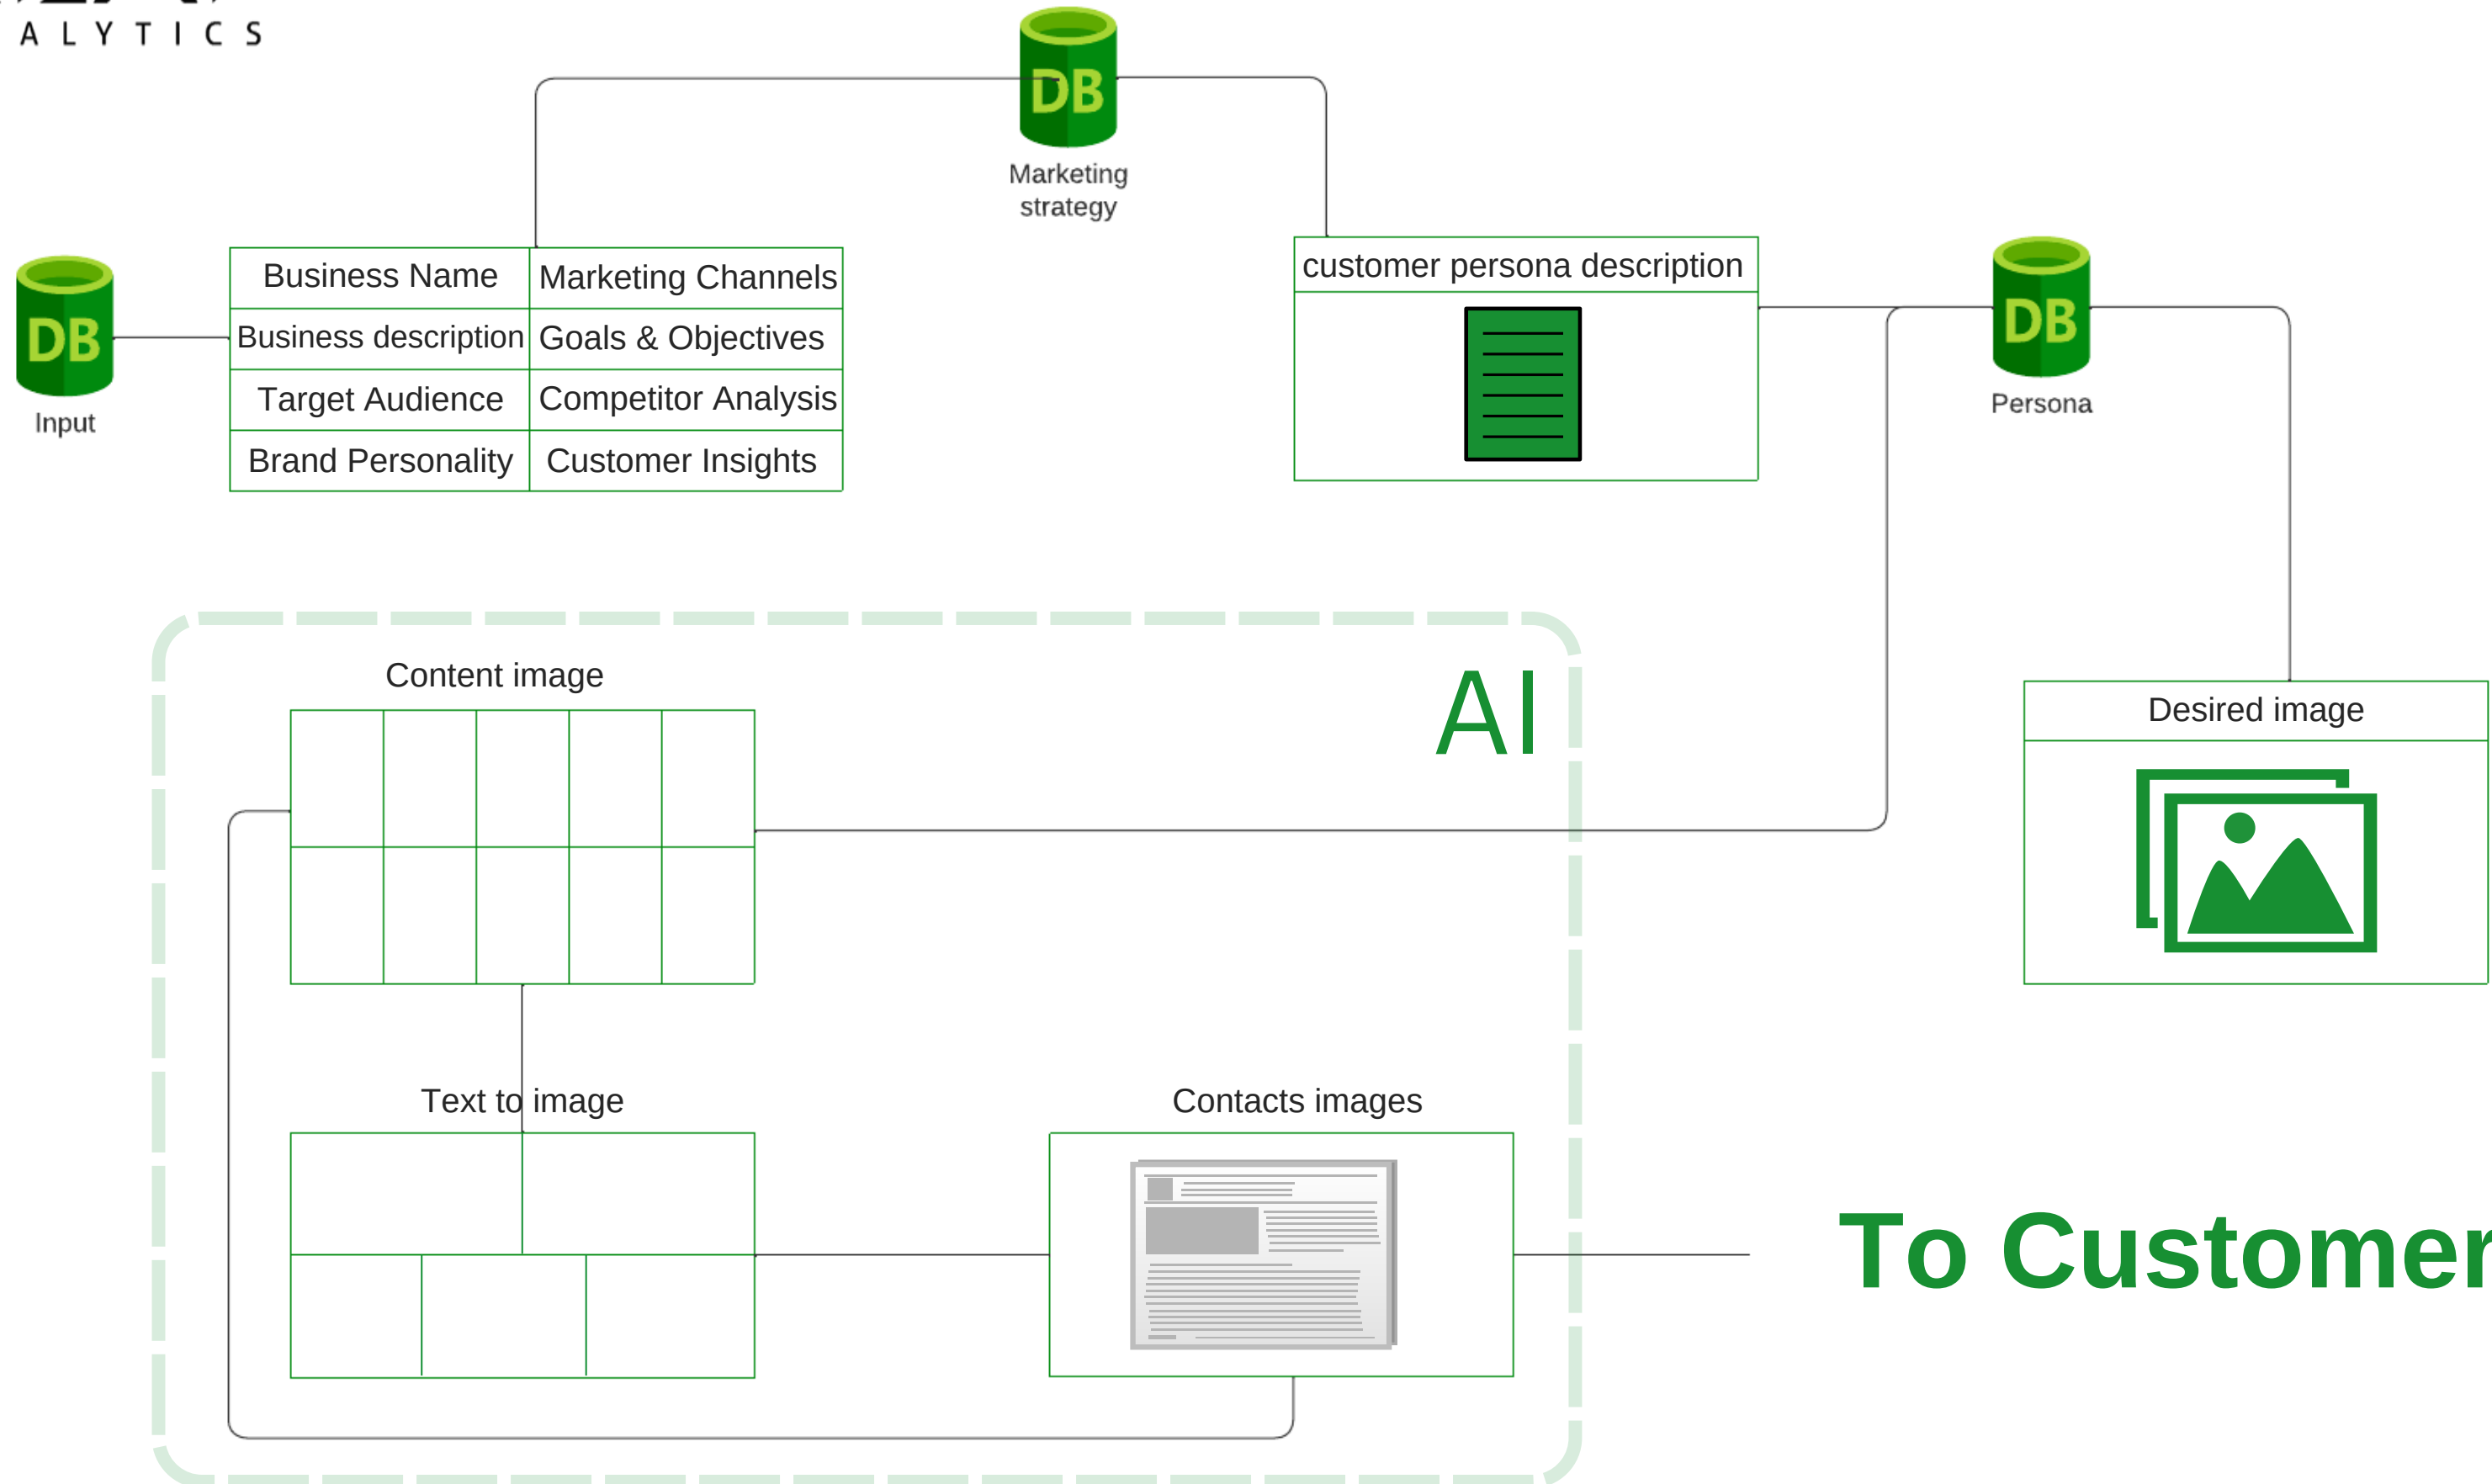 ALYTICS
DB
Marketing
strategy
DB
Input
Business Name
Marketing Channels
Business description
Goals & Objectives
Target Audience
Competitor Analysis
Brand Personality
Customer Insights
customer persona description
DB
Persona
Content image
AI
Desired image
Text to image
Contacts images
To Customer